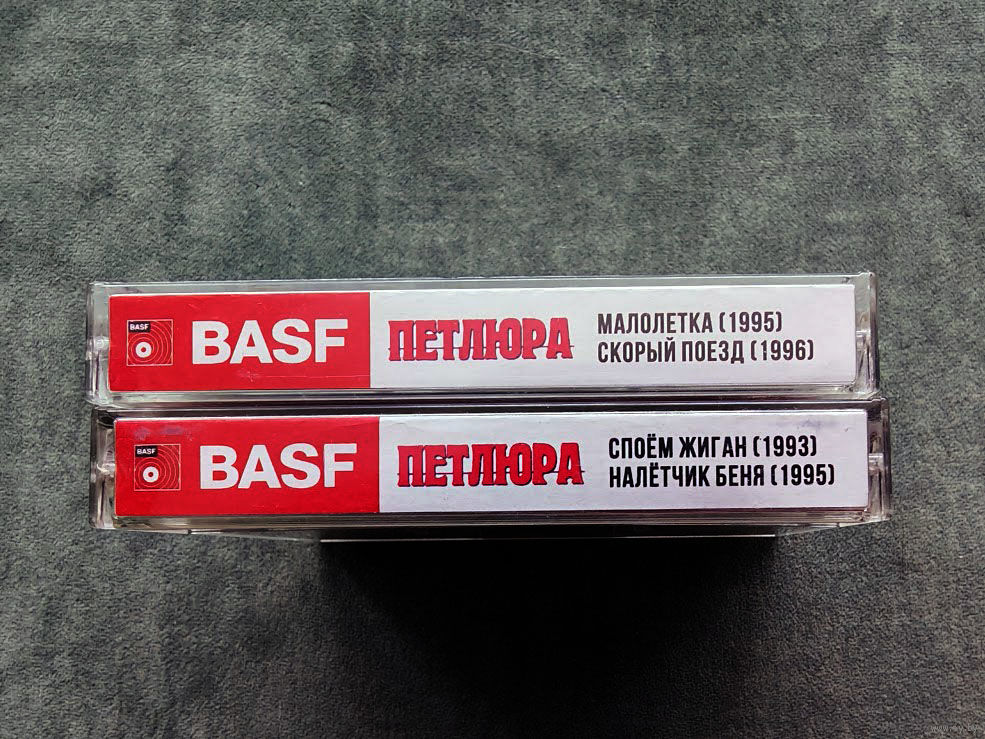 BASF
BASF
ПЕТЛЮРА
МАЛОЛЕТКА (1995)
СКОРЫЙ ПОЕЗД (1996)
BASF
BASF
ПЕТЛЮРА
СПОЁМ ЖИГАН (1993)
НАЛЁТЧИК БЕНЯ (1995)